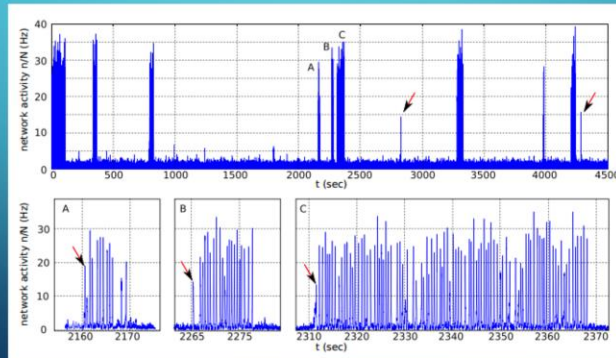 network activity n/N (Hz)
40
30
20
10
0
A
B
C
0 500 1000 1500 2000 2500 3000 3500 4000 4500
t (sec)
network activity n/N (Hz)
40
30
20
10
0
A
2160 2170
B
2265 2275
C
2310 2320 2330 2340 2350 2360 2370
t (sec)